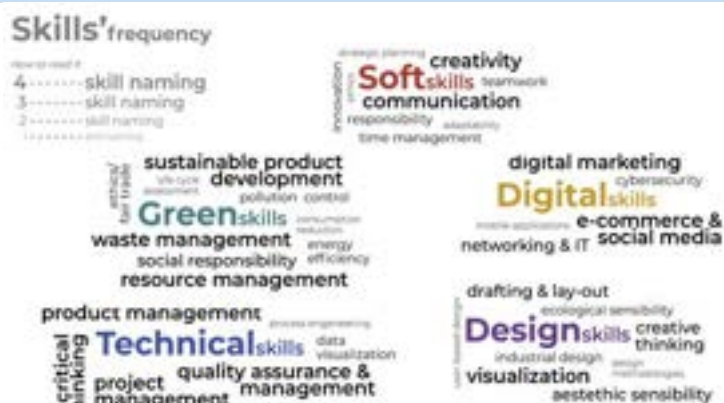 Skills' frequency
how to read it
4 - - - - - - - skill naming
3 - - - - - - - skill naming
2 - - - - - - - skill naming
strategic planning
creativity
innovation
Soft skills
teamwork
communication
responsibility
adaptability
time management
ethics/
fair trade
sustainable product
life cycle
assessment
development
pollution control
Green skills
consumption
reduction
waste management
energy
efficiency
social responsibility
resource management
digital marketing
cybersecurity
Digital skills
mobile applications
e-commerce &
social media
networking & IT
product management
process engineering
Technical skills
data
visualization
critical
thinking
quality assurance &
management
project
management
drafting & lay-out
ecological sensibility
user based design
Design skills
creative
thinking
industrial design
design
methodologies
visualization
aestethic sensibility